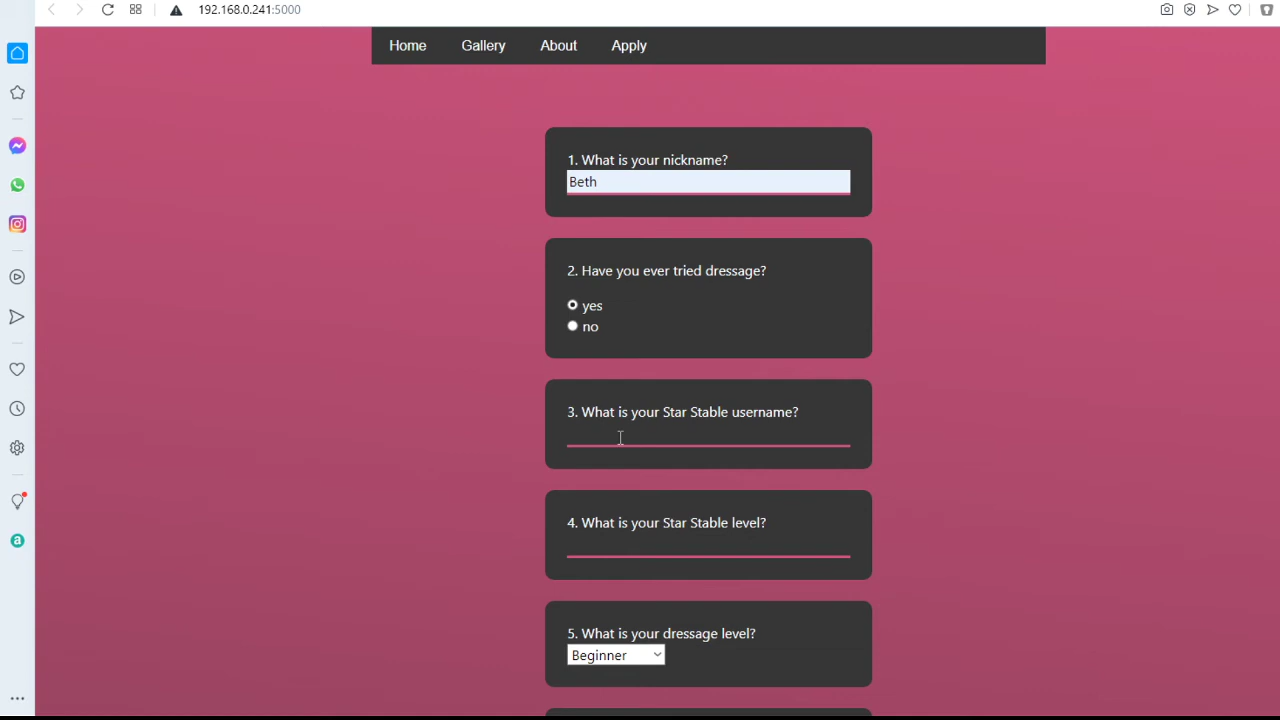 192.168.0.241:5000
Home Gallery About Apply
1. What is your nickname?
Beth
2. Have you ever tried dressage?
yes
no
3. What is your Star Stable username?
4. What is your Star Stable level?
5. What is your dressage level?
Beginner
a